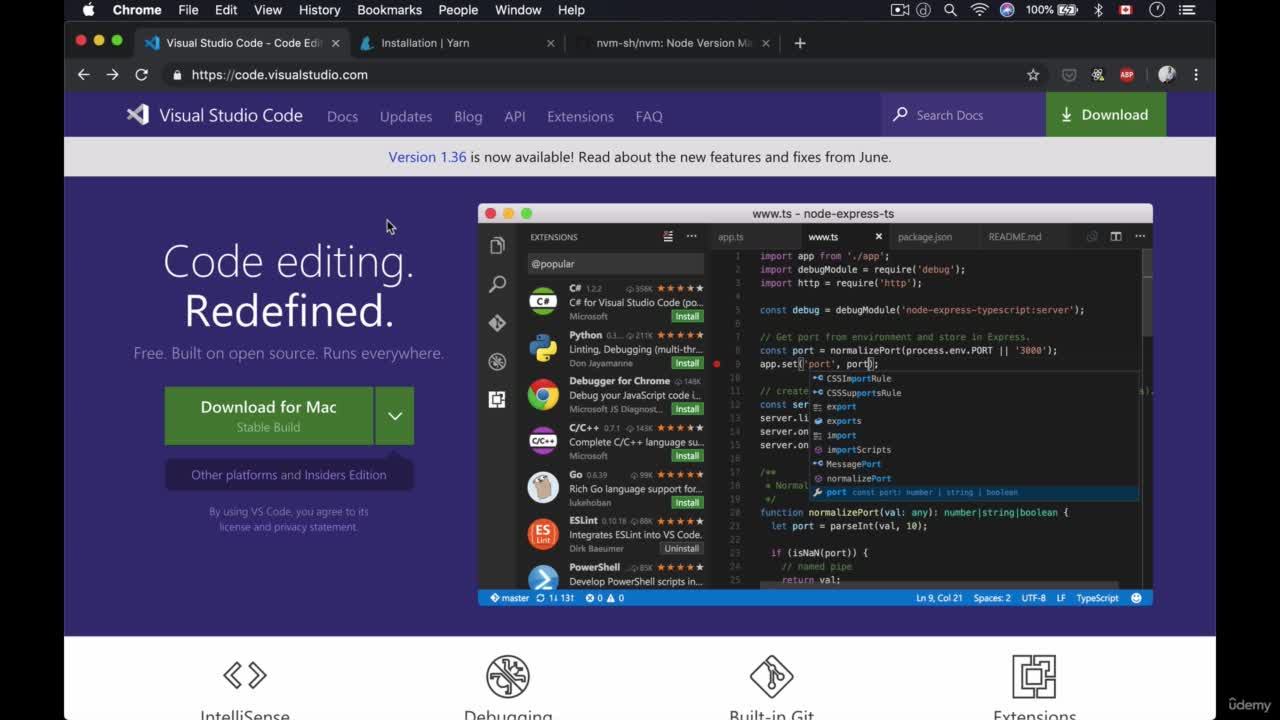 Chrome File Edit View History Bookmarks People Window Help 100%
Visual Studio Code - Code Edit Installation | Yarn nvm-sh/nvm: Node Version Ma
https://code.visualstudio.com ABP
Visual Studio Code Docs Updates Blog API Extensions FAQ Search Docs Download
Version 1.36 is now available! Read about the new features and fixes from June.
Code editing.
Redefined.
Free. Built on open source. Runs everywhere.
Download for Mac
Stable Build
Other platforms and Insiders Edition
By using VS Code, you agree to its
license and privacy statement.
www.ts - node-express-ts
EXTENSIONS
@popular
C# 1.2.2 356K
C# for Visual Studio Code (po...
Microsoft Install
Python 0.3... 211K
Linting, Debugging (multi-thr...
Don Jayamanne Install
Debugger for Chrome 148K
Debug your JavaScript code i...
Microsoft JS Diagnost... Install
C/C++ 0.7.1 143K
Complete C/C++ language su...
Microsoft Install
Go 0.6.39 99K
Rich Go language support for...
lukehoban Install
ESLint 0.10.18 88K
Integrates ESLint into VS Code.
Dirk Baeumer Uninstall
PowerShell ... 85K
Develop PowerShell scripts in...
C#
C/C++
ES
Lint
app.ts www.ts package.json README.md
1 import app from './app';
2 import debugModule = require('debug');
3 import http = require('http');
4
5 const debug = debugModule('node-express-typescript:server');
6
7 // Get port from environment and store in Express.
8 const port = normalizePort(process.env.PORT || '3000');
9 app.set('port', port);
10 CSSImportRule
11 // create CSSSupportsRule
12 const ser export
13 server.li exports
14 server.on import
15 server.on importScripts
16 MessagePort
17 /** normalizePort
18 * Normal port const port: number | string | boolean
19 */
20 function normalizePort(val: any): number|string|boolean {
21 let port = parseInt(val, 10);
22
23 if (isNaN(port)) {
24 // named pipe
25 return val;
master 1↓ 13↑ 0 0 Ln 9, Col 21 Spaces: 2 UTF-8 LF TypeScript
IntelliSense Debugging Built-in Git Extensions
ûdemy